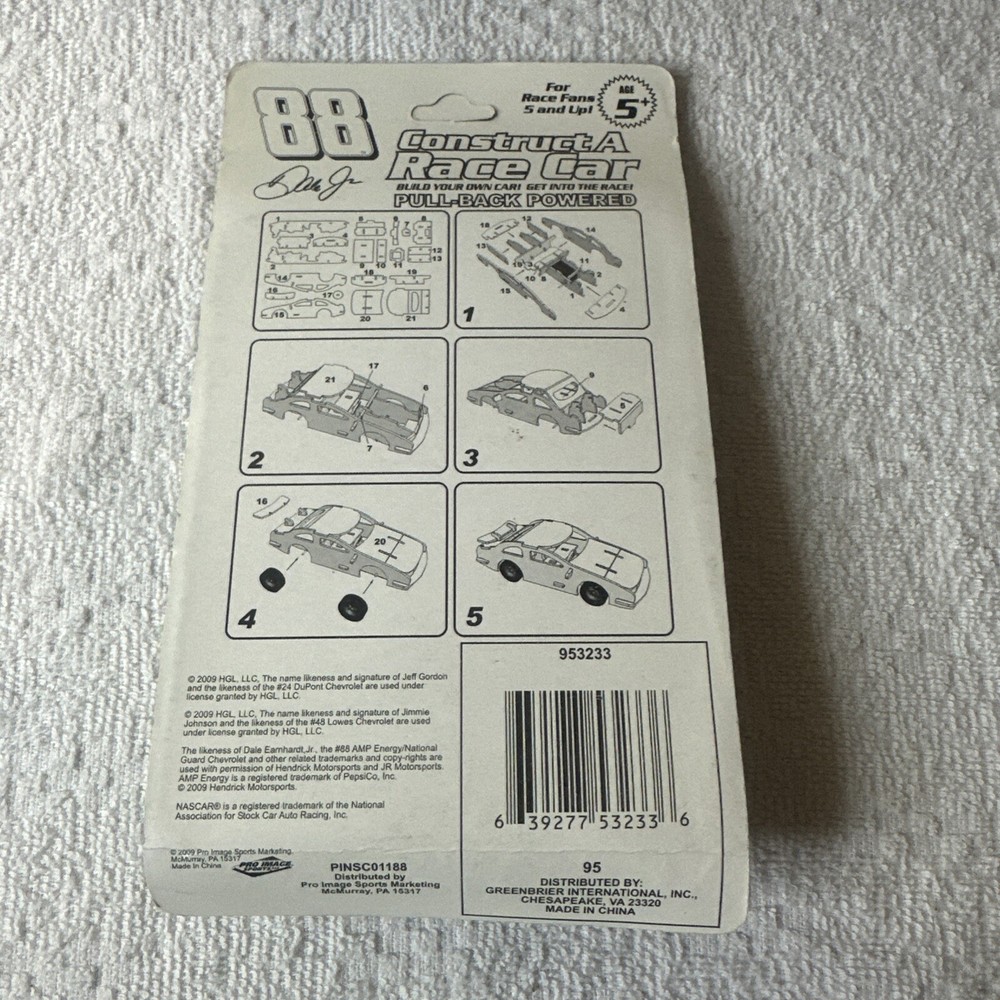 88
Dale Jr
For
Race Fans
5 and Up!
AGE
5+
Construct A
Race Car
BUILD YOUR OWN CAR! GET INTO THE RACE!
PULL-BACK POWERED
1
2
3
4
5
953233
© 2009 HGL, LLC, The name likeness and signature of Jeff Gordon
and the likeness of the #24 DuPont Chevrolet are used under
license granted by HGL, LLC.
© 2009 HGL, LLC, The name likeness and signature of Jimmie
Johnson and the likeness of the #48 Lowes Chevrolet are used
under license granted by HGL, LLC.
The likeness of Dale Earnhardt,Jr., the #88 AMP Energy/National
Guard Chevrolet and other related trademarks and copy-rights are
used with permission of Hendrick Motorsports and JR Motorsports.
AMP Energy is a registered trademark of PepsiCo, Inc.
© 2009 Hendrick Motorsports.
NASCAR® is a registered trademark of the National
Association for Stock Car Auto Racing, Inc.
6 39277 53233 6
© 2009 Pro Image Sports Marketing.
McMurray, PA 15317
Made In China
PRO IMAGE
SPORTS
PINSC01188
Distributed by
Pro Image Sports Marketing
McMurray, PA 15317
95
DISTRIBUTED BY:
GREENBRIER INTERNATIONAL, INC.,
CHESAPEAKE, VA 23320
MADE IN CHINA